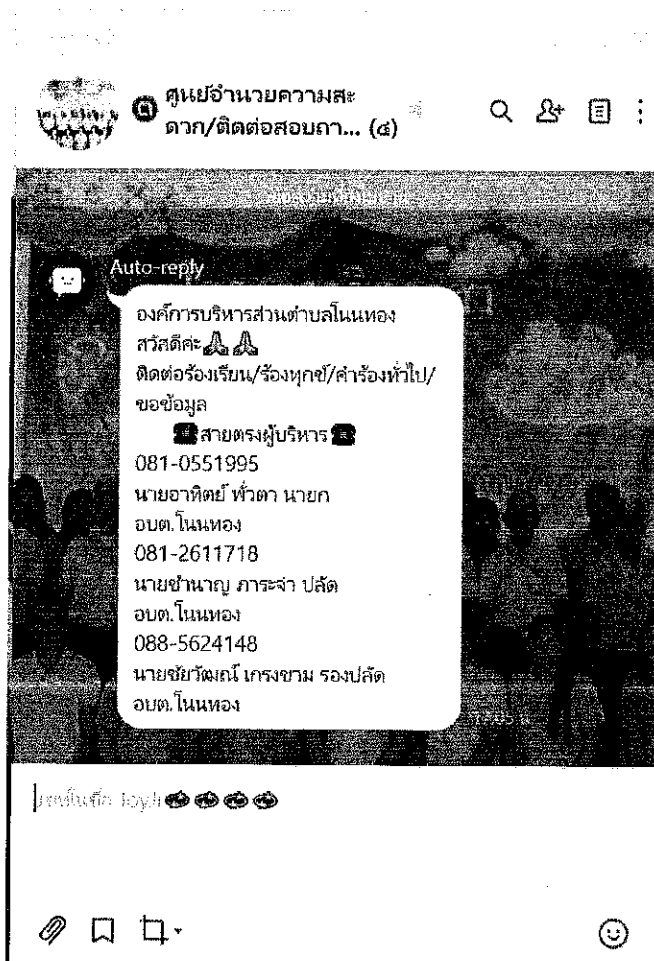 ศูนย์อำนวยความสะ
ดวก/ติดต่อสอบถา... (๔)
Auto-reply
องค์การบริหารส่วนตำบลโนนทอง
สวัสดีค่ะ🙏🙏
ติดต่อร้องเรียน/ร้องทุกข์/คำร้องทั่วไป/
ขอข้อมูล
☎️สายตรงผู้บริหาร☎️
081-0551995
นายอาทิตย์ พั่วตา นายก
อบต.โนนทอง
081-2611718
นายชำนาญ ภาระจ่า ปลัด
อบต.โนนทอง
088-5624148
นายชัยวัฒณ์ เกรงขาม รองปลัด
อบต.โนนทอง